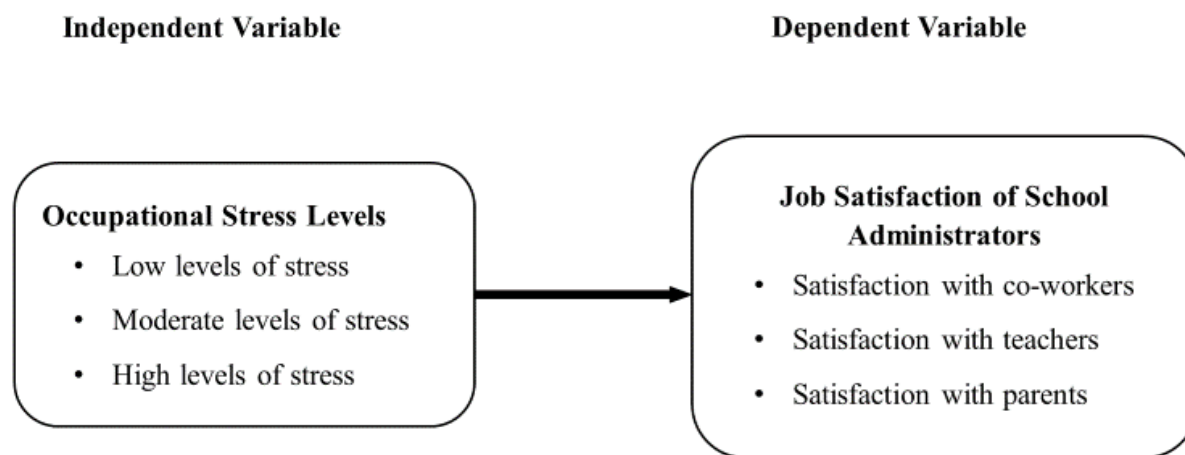 Independent Variable
Dependent Variable
Occupational Stress Levels
• Low levels of stress
• Moderate levels of stress
• High levels of stress
Job Satisfaction of School
Administrators
• Satisfaction with co-workers
• Satisfaction with teachers
• Satisfaction with parents